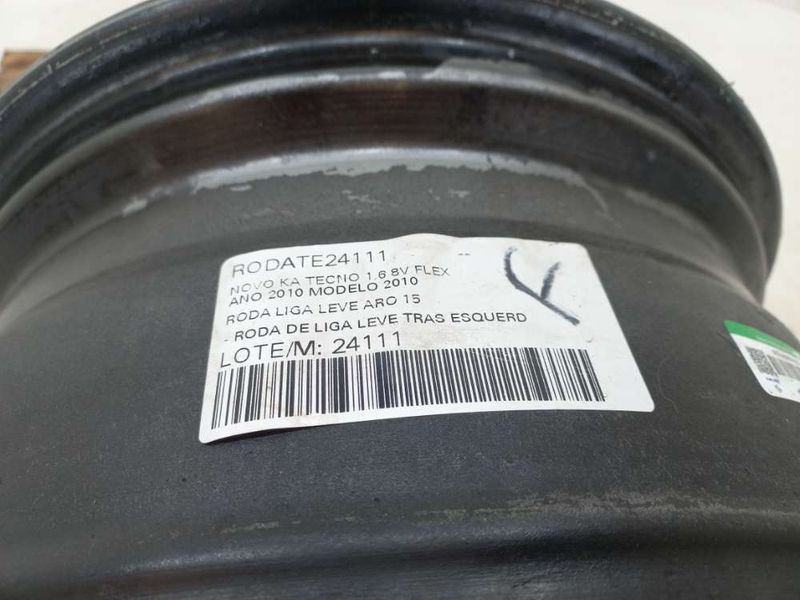 RODATE24111
NOVO KA TECNO 1.6 8V FLEX
ANO 2010 MODELO 2010
RODA LIGA LEVE ARO 15
- RODA DE LIGA LEVE TRAS ESQUERD
LOTE/M: 24111